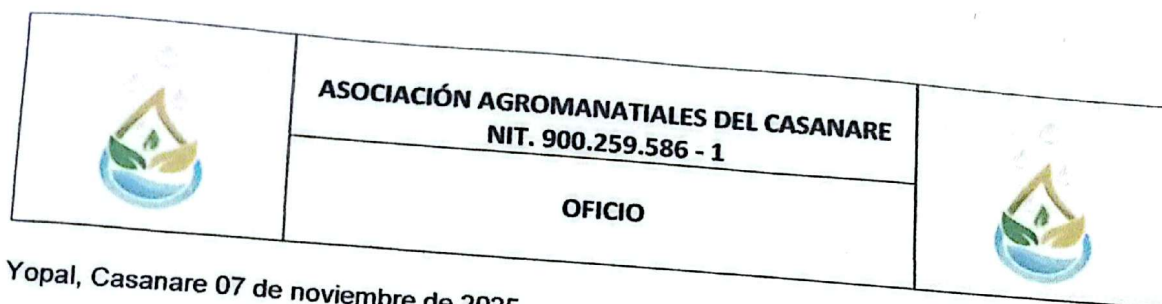 ASOCIACIÓN AGROMANATIALES DEL CASANARE
NIT. 900.259.586 - 1
OFICIO
Yopal, Casanare 07 de noviembre de 2025